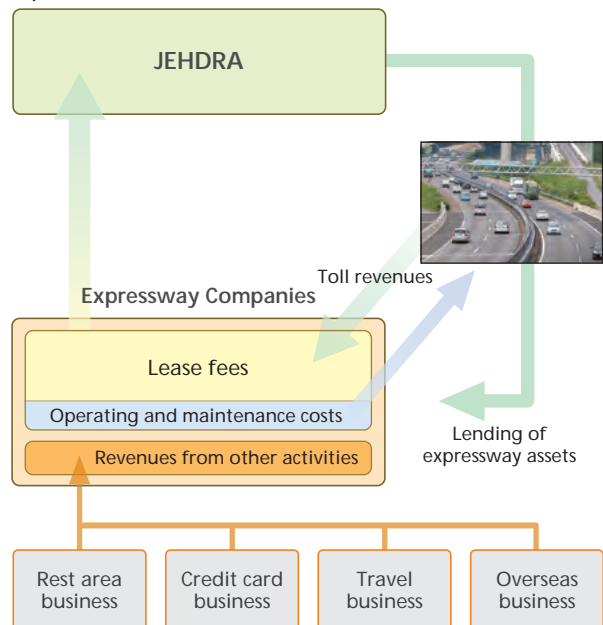 JEHDRA
Toll revenues
Expressway Companies
Lease fees
Operating and maintenance costs
Revenues from other activities
Lending of
expressway assets
Rest area
business
Credit card
business
Travel
business
Overseas
business